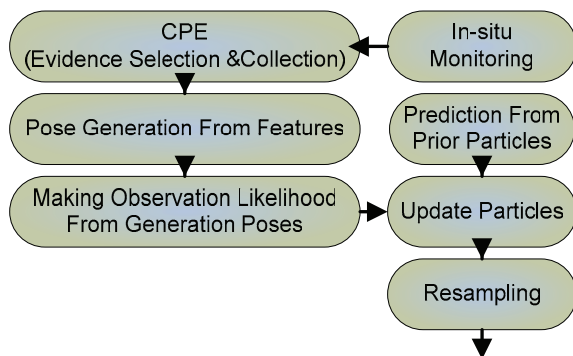 CPE
(Evidence Selection &Collection)
In-situ
Monitoring
Pose Generation From Features
Prediction From
Prior Particles
Making Observation Likelihood
From Generation Poses
Update Particles
Resampling